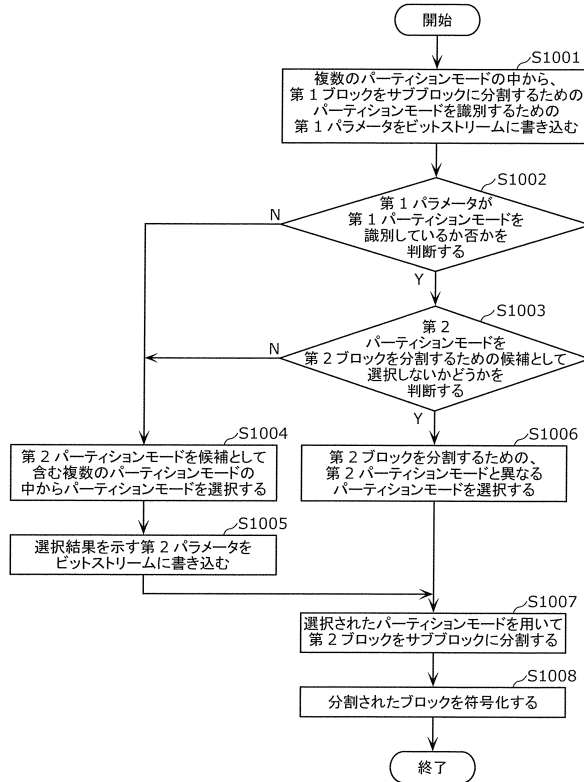 開始
S1001
複数のパーティションモードの中から、
第1ブロックをサブブロックに分割するための
パーティションモードを識別するための
第1パラメータをビットストリームに書き込む
S1002
N
第1パラメータが
第1パーティションモードを
識別しているか否かを
判断する
Y
S1003
N
第2
パーティションモードを
第2ブロックを分割するための候補として
選択しないかどうかを
判断する
Y
S1004
第2パーティションモードを候補として
含む複数のパーティションモードの
中からパーティションモードを選択する
S1006
第2ブロックを分割するための、
第2パーティションモードと異なる
パーティションモードを選択する
S1005
選択結果を示す第2パラメータを
ビットストリームに書き込む
S1007
選択されたパーティションモードを用いて
第2ブロックをサブブロックに分割する
S1008
分割されたブロックを符号化する
終了